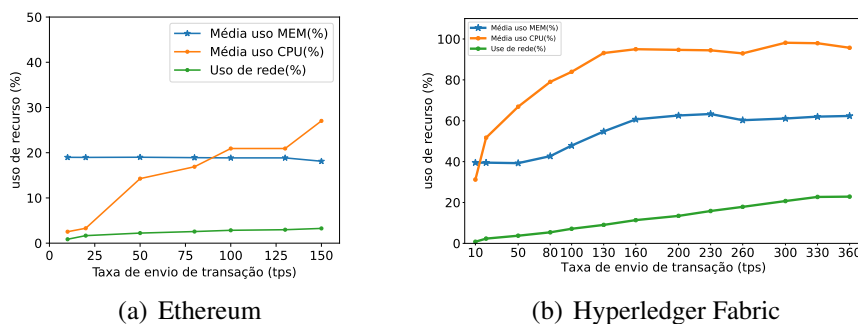 50
40
30
20
10
0
uso de recurso (%)
Média uso MEM(%)
Média uso CPU(%)
Uso de rede(%)
0 25 50 75 100 125 150
Taxa de envio de transação (tps)
(a) Ethereum
100
80
60
40
20
0
uso de recurso (%)
Média uso MEM(%)
Média uso CPU(%)
Uso de rede(%)
10 50 80 100 130 160 200 230 260 300 330 360
Taxa de envio de transação (tps)
(b) Hyperledger Fabric